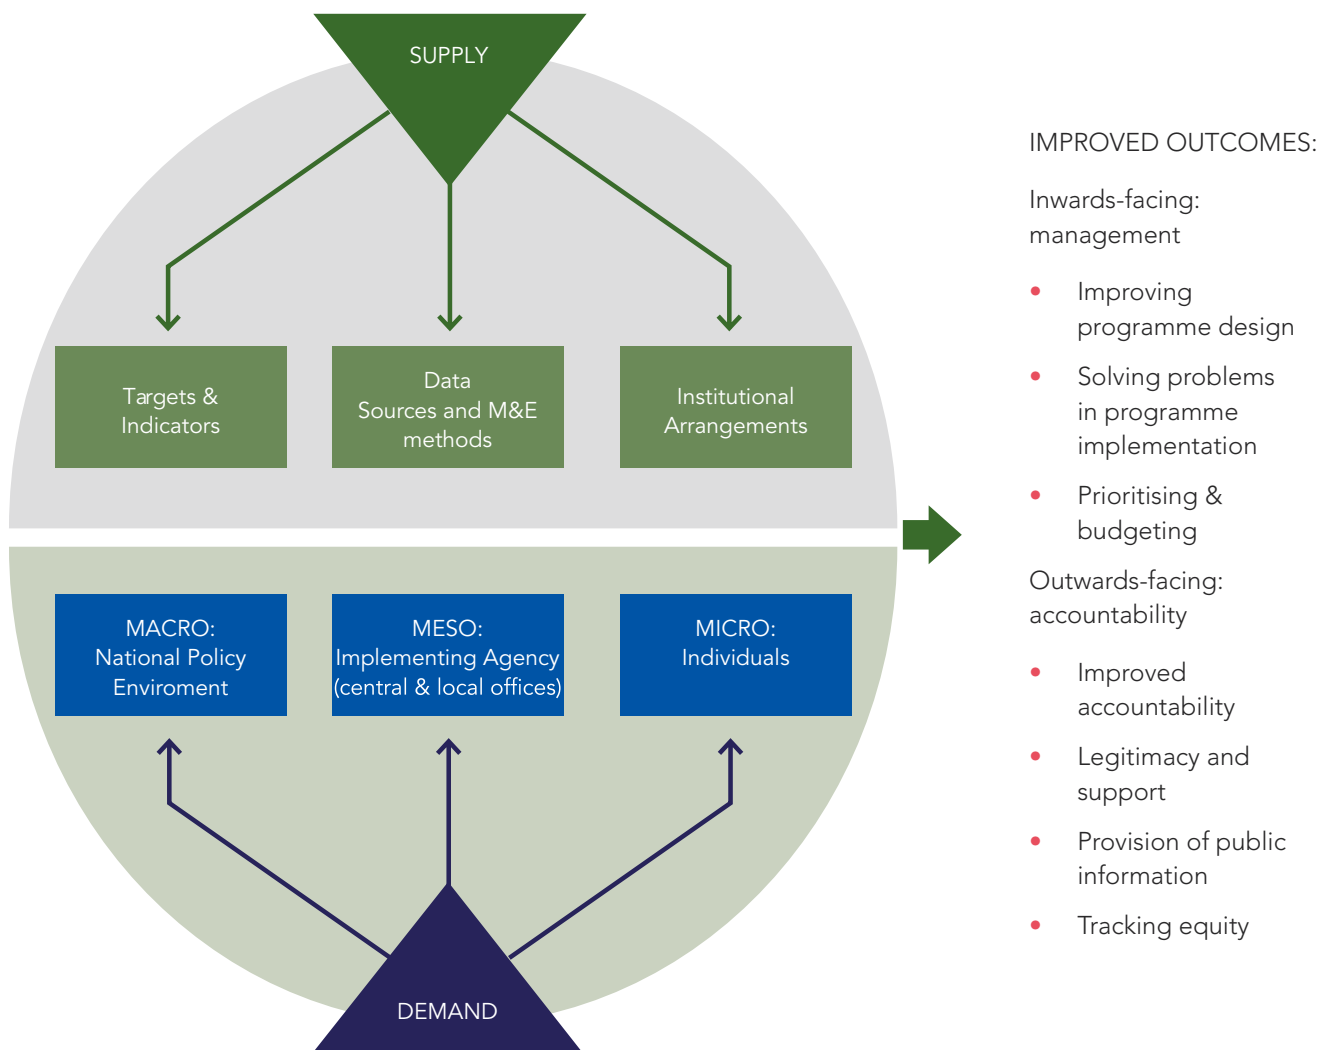 SUPPLY
Targets &
Indicators
Data
Sources and M&E
methods
Institutional
Arrangements
MACRO:
National Policy
Enviroment
MESO:
Implementing Agency
(central & local offices)
MICRO:
Individuals
DEMAND
IMPROVED OUTCOMES:
Inwards-facing:
management
• Improving
programme design
• Solving problems
in programme
implementation
• Prioritising &
budgeting
Outwards-facing:
accountability
• Improved
accountability
• Legitimacy and
support
• Provision of public
information
• Tracking equity